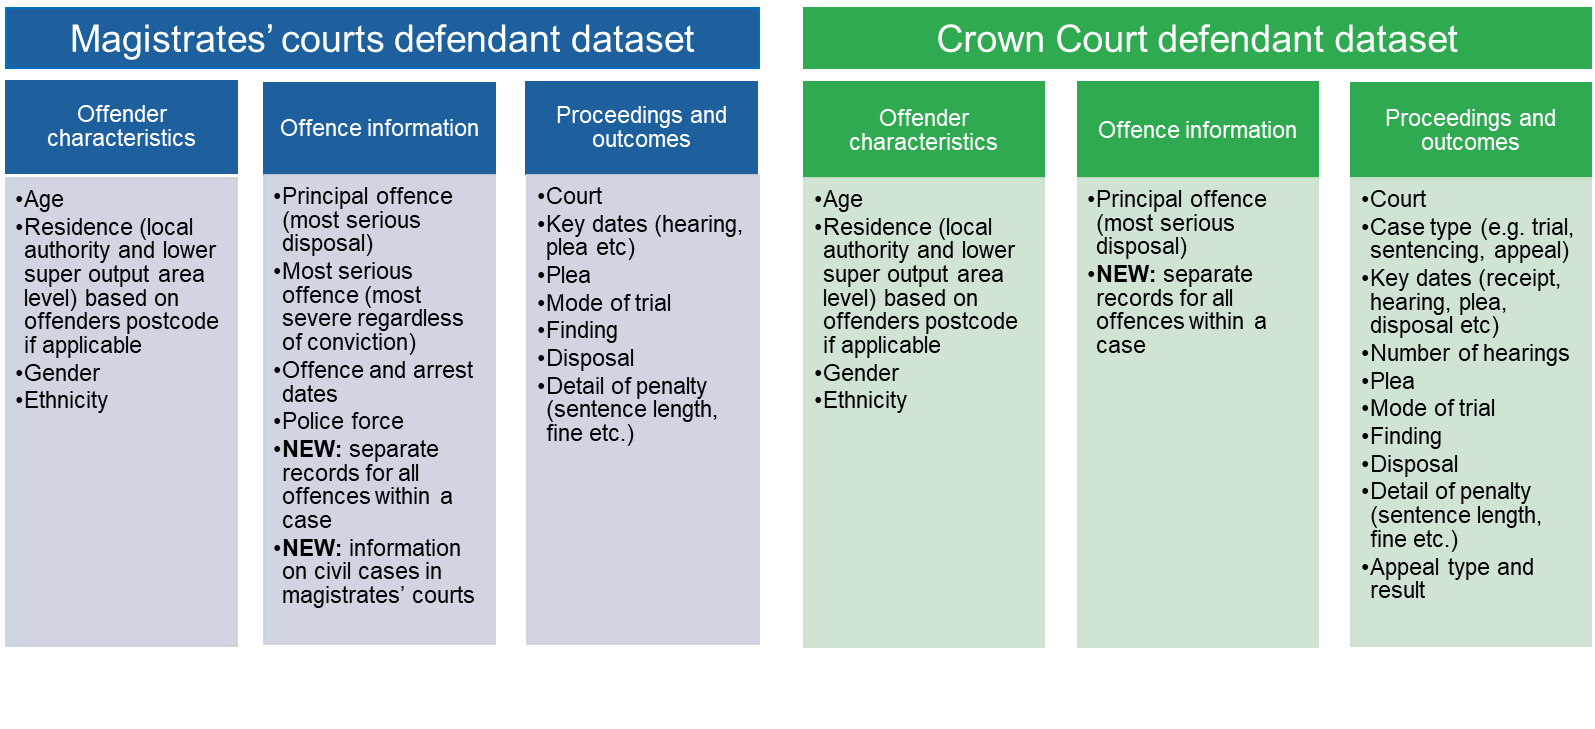 Magistrates’ courts defendant dataset
Offender
characteristics
•Age
•Residence (local
authority and lower
super output area
level) based on
offenders postcode
if applicable
•Gender
•Ethnicity
Offence information
•Principal offence
(most serious
disposal)
•Most serious
offence (most
severe regardless
of conviction)
•Offence and arrest
dates
•Police force
•NEW: separate
records for all
offences within a
case
•NEW: information
on civil cases in
magistrates’ courts
Proceedings and
outcomes
•Court
•Key dates (hearing,
plea etc)
•Plea
•Mode of trial
•Finding
•Disposal
•Detail of penalty
(sentence length,
fine etc.)
Crown Court defendant dataset
Offender
characteristics
•Age
•Residence (local
authority and lower
super output area
level) based on
offenders postcode
if applicable
•Gender
•Ethnicity
Offence information
•Principal offence
(most serious
disposal)
•NEW: separate
records for all
offences within a
case
Proceedings and
outcomes
•Court
•Case type (e.g. trial,
sentencing, appeal)
•Key dates (receipt,
hearing, plea,
disposal etc)
•Number of hearings
•Plea
•Mode of trial
•Finding
•Disposal
•Detail of penalty
(sentence length,
fine etc.)
•Appeal type and
result